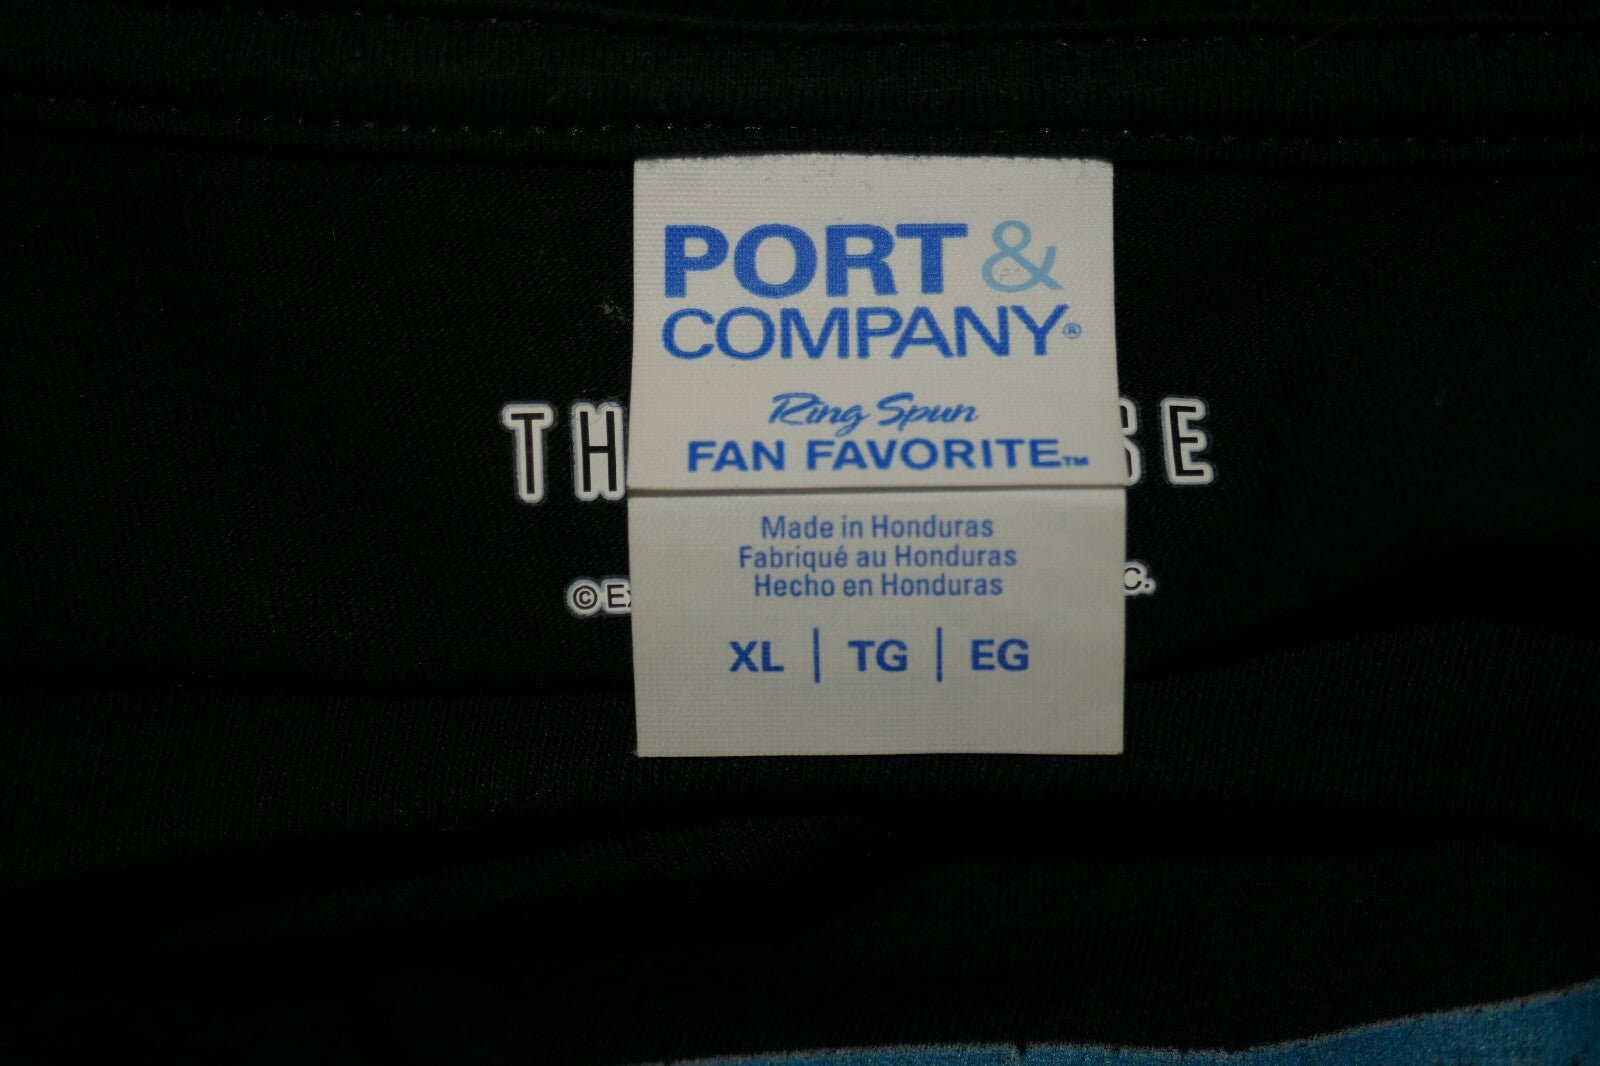 PORT &
COMPANY®
Ring Spun
FAN FAVORITE™
Made in Honduras
Fabriqué au Honduras
Hecho en Honduras
XL | TG | EG
©
C.